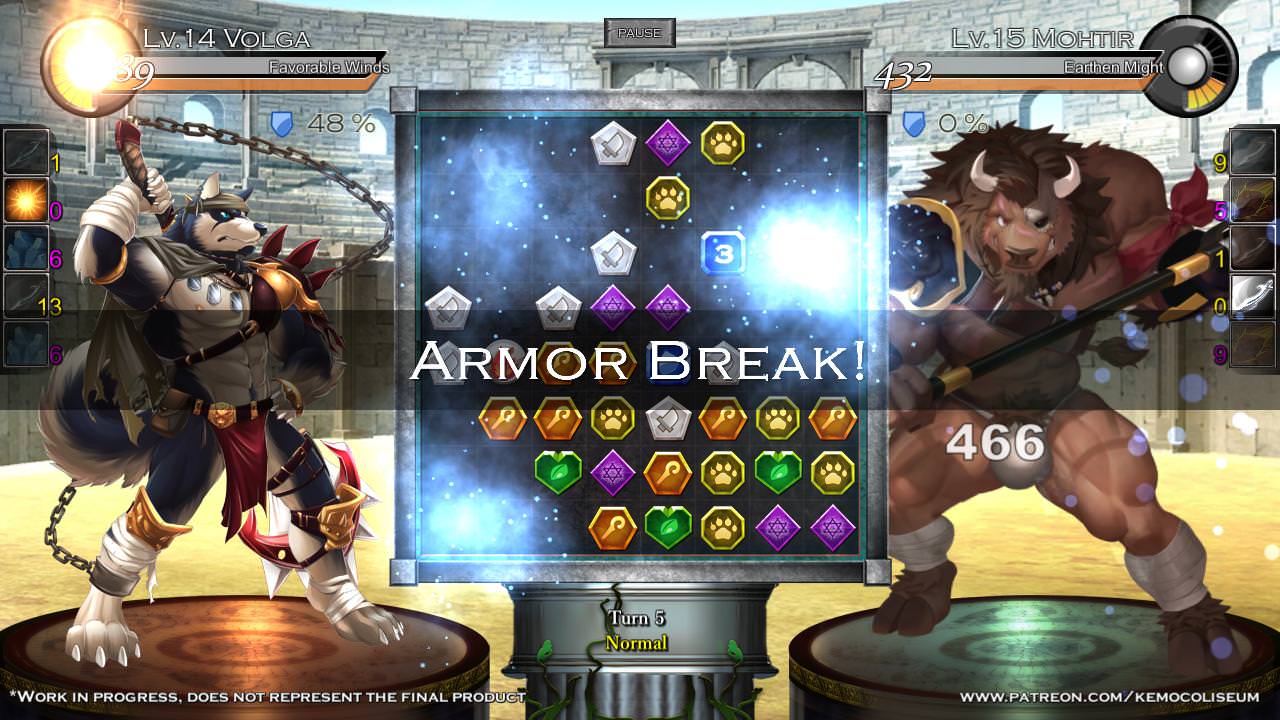 Lv.14 Volga
PAUSE
Lv.15 Mohtir
89
Favorable Winds
432
Earthen Might
48 %
0 %
1
0
6
13
6
9
5
1
0
9
3
Armor Break!
466
Turn 5
Normal
*Work in progress, does not represent the final product
www.patreon.com/kemocoliseum